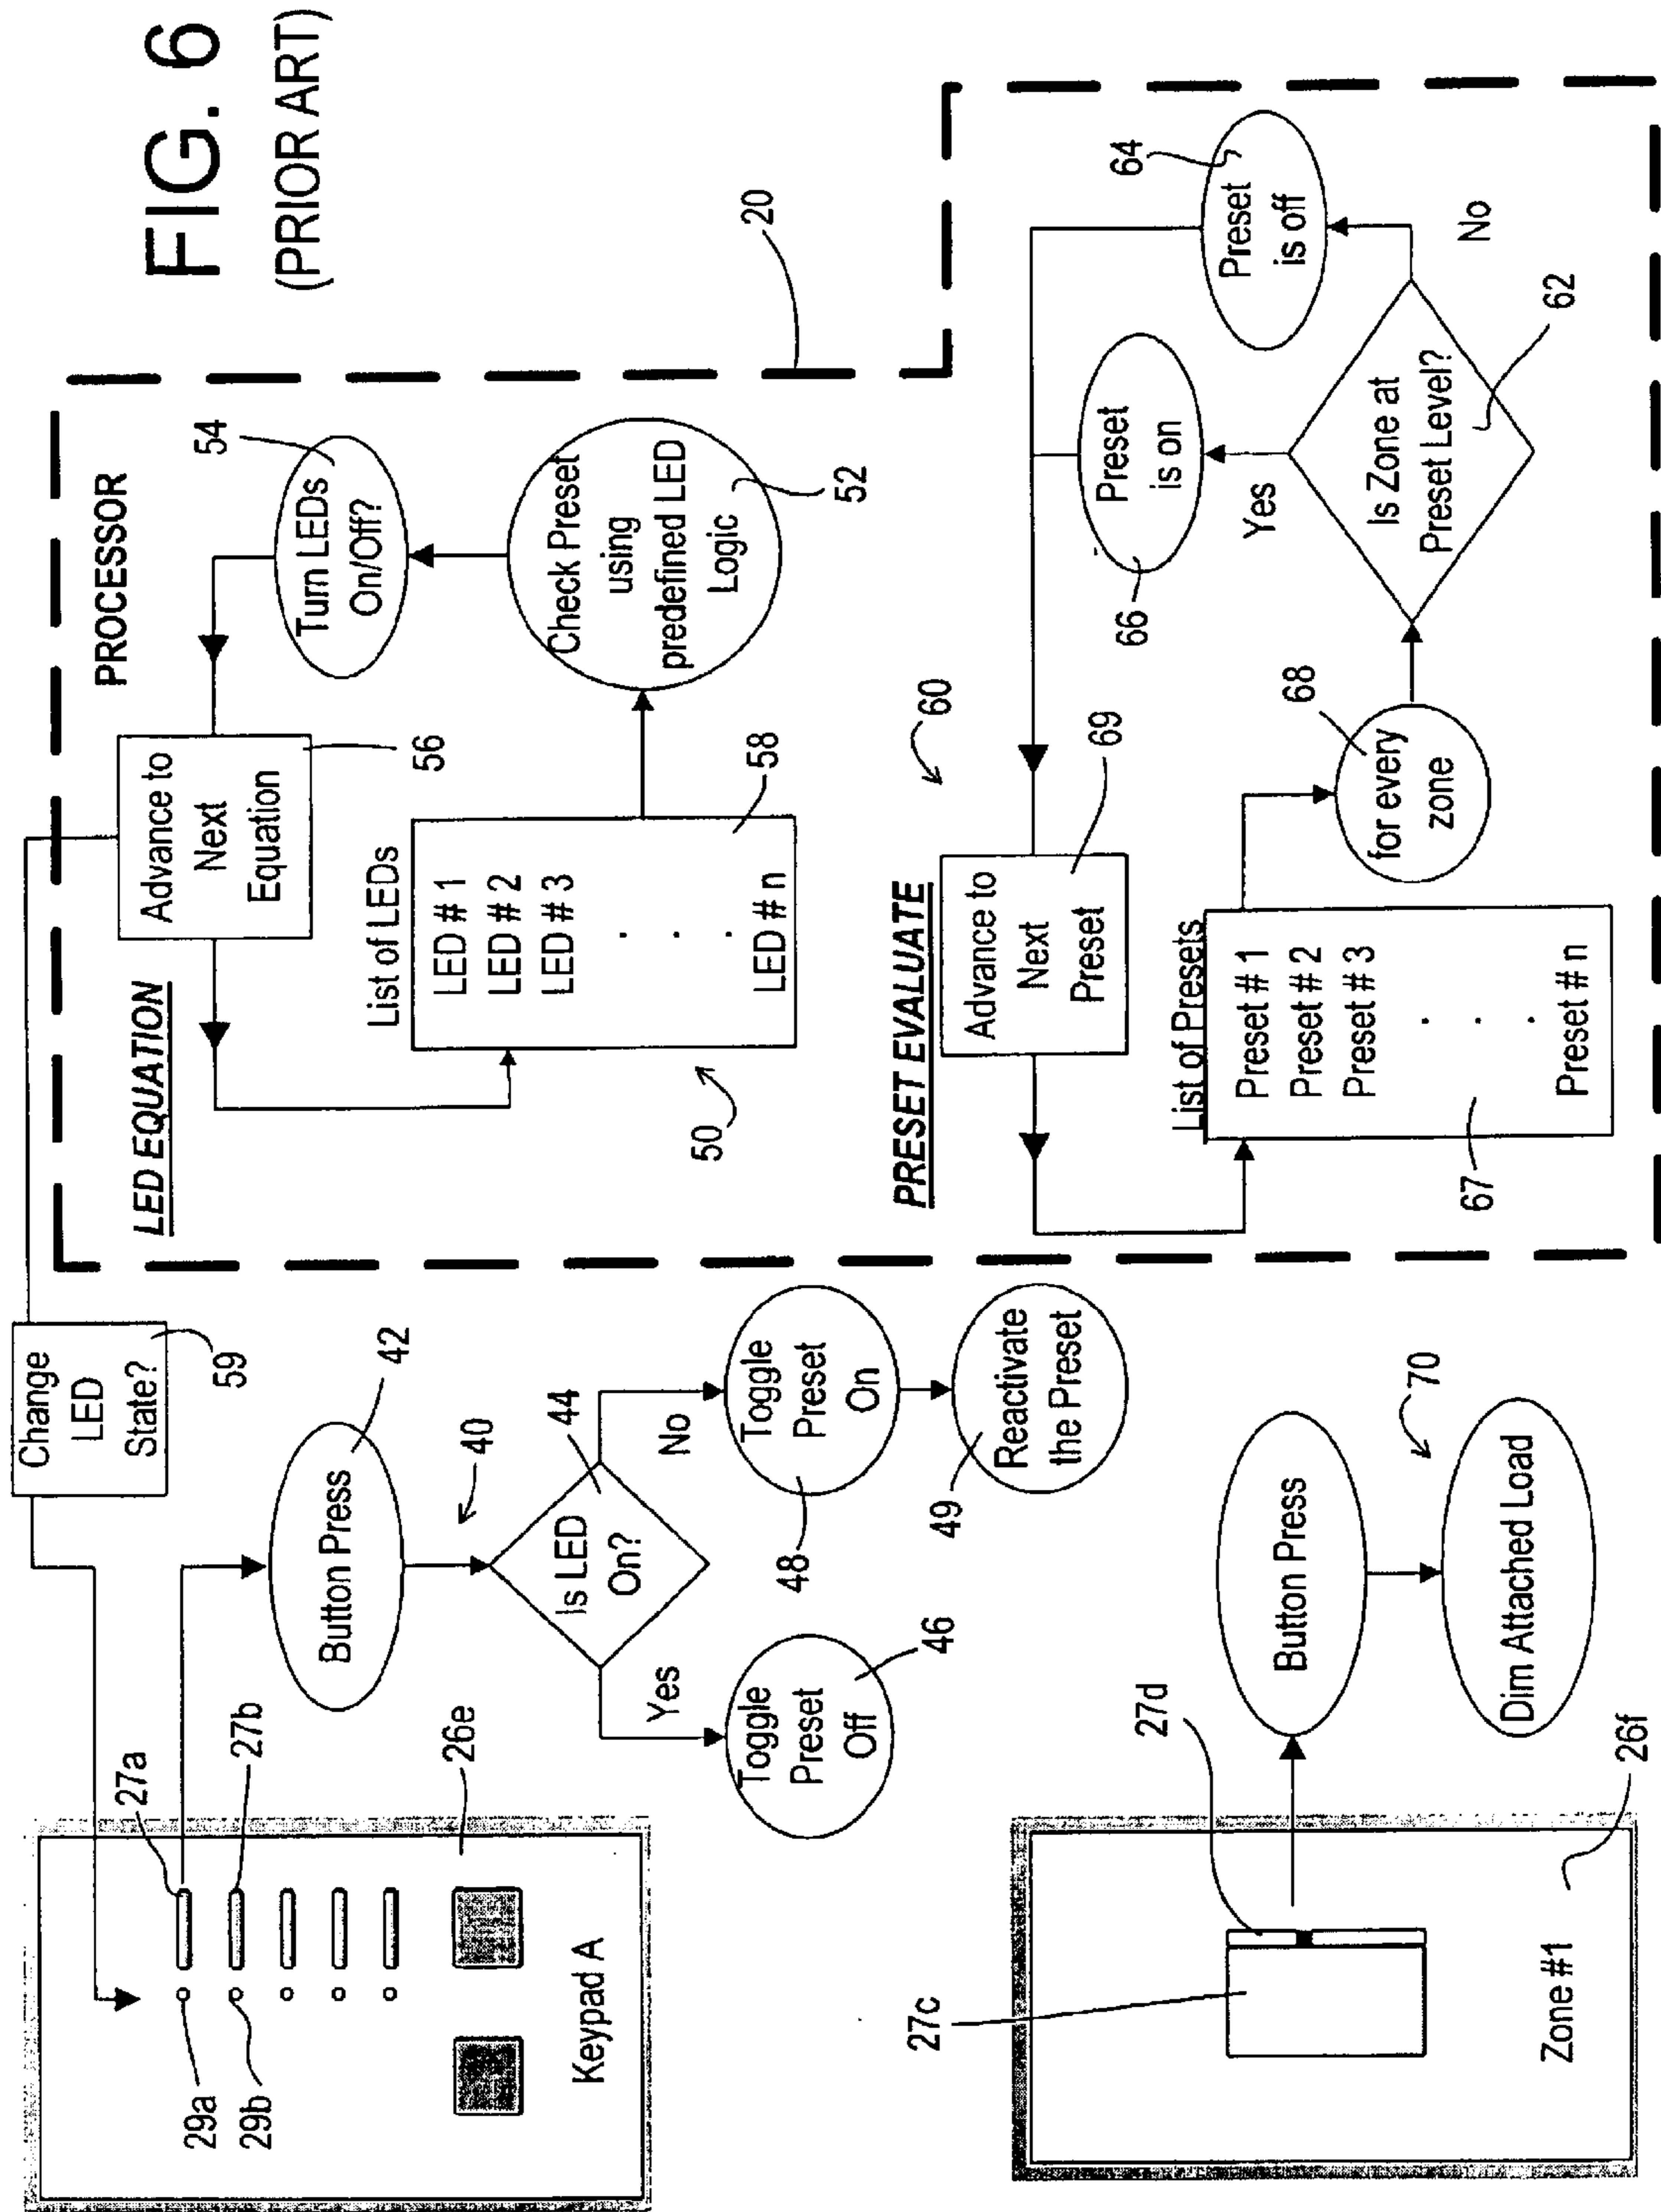 FIG. 6
(PRIOR ART)
20
PROCESSOR
LED EQUATION
Advance to
Next
Equation
56
Turn LEDs
On/Off?
54
List of LEDs
LED # 1
LED # 2
LED # 3
. . .
LED # n
58
50
Check Preset
using
predefined LED
Logic
52
PRESET EVALUATE
60
Advance to
Next
Preset
69
List of Presets
Preset # 1
Preset # 2
Preset # 3
. . .
Preset # n
67
for every
zone
68
Is Zone at
Preset Level?
62
Yes
No
Preset
is on
66
Preset
is off
64
Change
LED
State?
59
Button Press
42
40
Is LED
On?
44
Yes
No
Toggle
Preset
Off
46
Toggle
Preset
On
48
Reactivate
the Preset
49
27a
27b
26e
29a
29b
Keypad A
Button Press
70
Dim Attached Load
27d
27c
26f
Zone #1